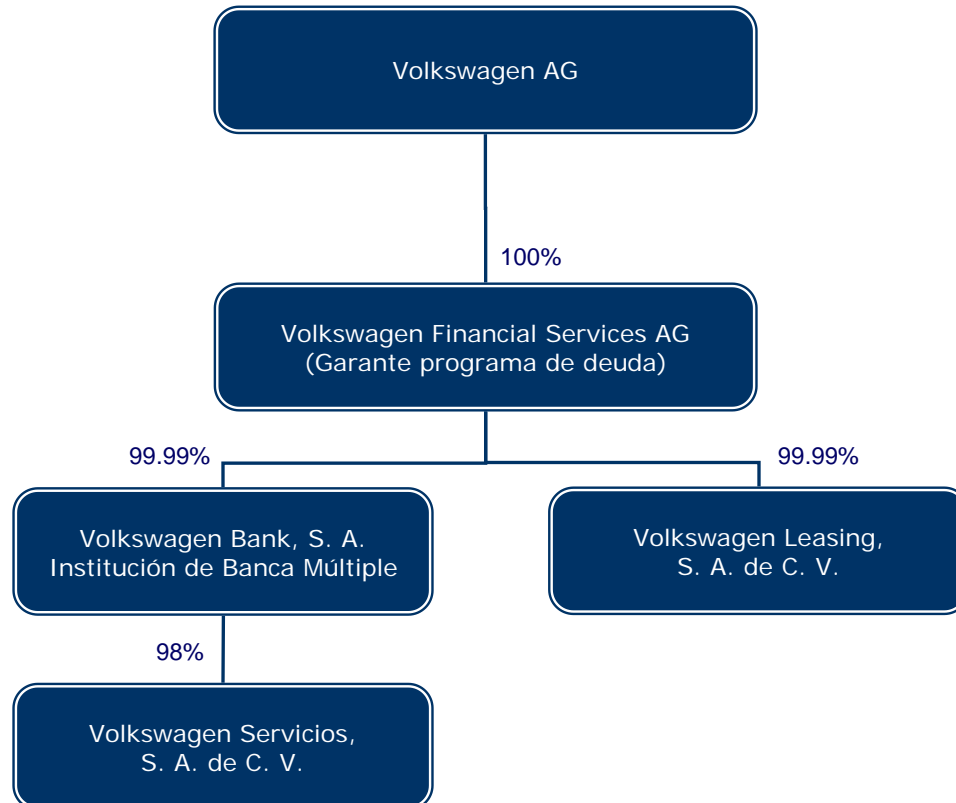 Volkswagen AG
100%
Volkswagen Financial Services AG
(Garante programa de deuda)
99.99%
99.99%
Volkswagen Bank, S. A.
Institución de Banca Múltiple
Volkswagen Leasing,
S. A. de C. V.
98%
Volkswagen Servicios,
S. A. de C. V.